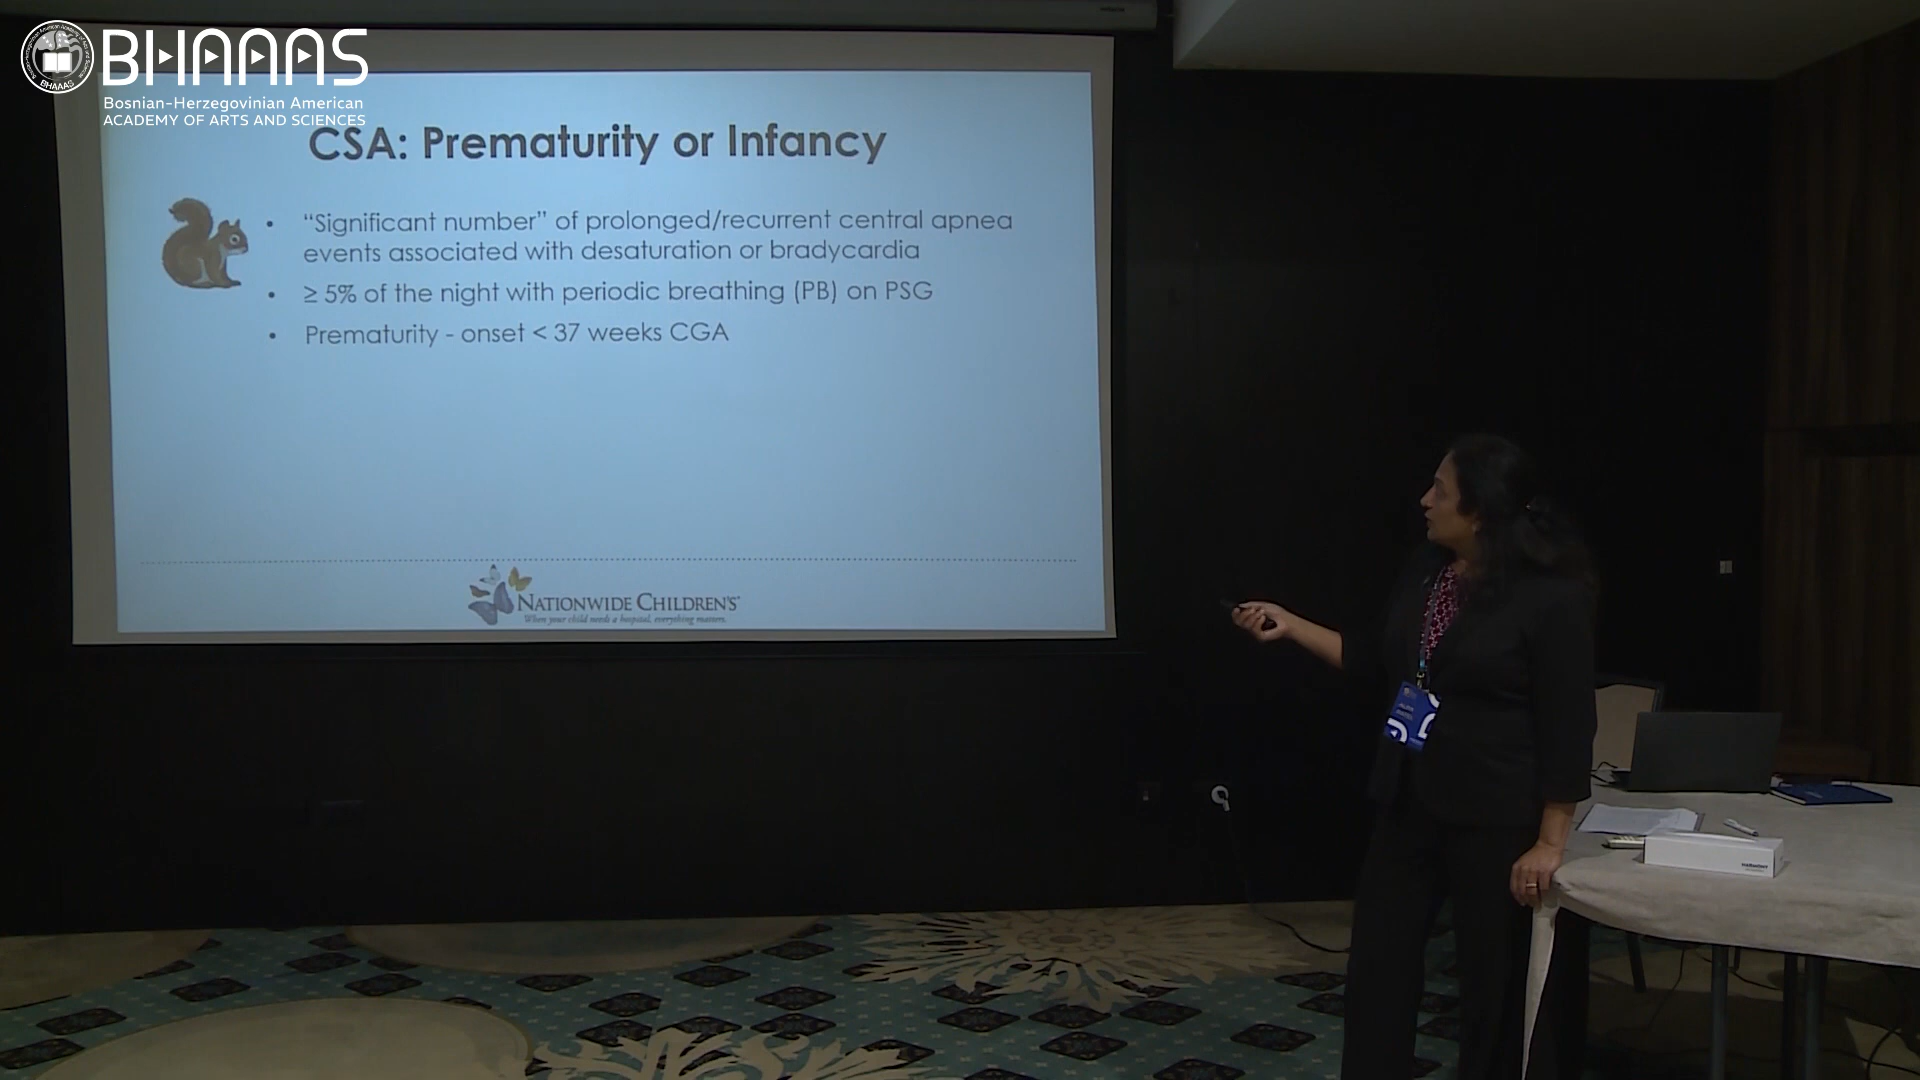 BHAAAS
Bosnian-Herzegovinian American
ACADEMY OF ARTS AND SCIENCES
CSA: Prematurity or Infancy
• “Significant number” of prolonged/recurrent central apnea
events associated with desaturation or bradycardia
• ≥ 5% of the night with periodic breathing (PB) on PSG
• Prematurity - onset < 37 weeks CGA
NATIONWIDE CHILDREN'S
When your child needs a hospital, everything matters.